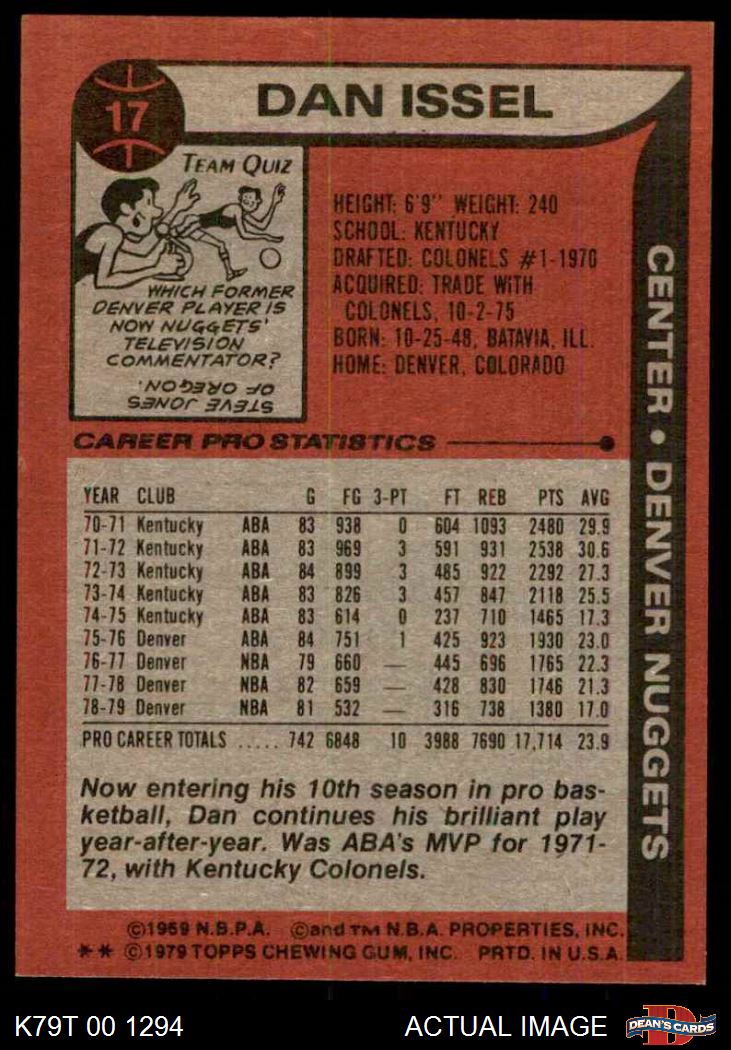 17
DAN ISSEL
TEAM QUIZ
WHICH FORMER
DENVER PLAYER IS
NOW NUGGETS'
TELEVISION
COMMENTATOR?
STEVE JONES
OF OREGON.
HEIGHT: 6'9" WEIGHT: 240
SCHOOL: KENTUCKY
DRAFTED: COLONELS #1-1970
ACQUIRED: TRADE WITH
COLONELS, 10-2-75
BORN: 10-25-48, BATAVIA, ILL.
HOME: DENVER, COLORADO
CENTER • DENVER NUGGETS
CAREER PRO STATISTICS
YEAR CLUB G FG 3-PT FT REB PTS AVG
70-71 Kentucky ABA 83 938 0 604 1093 2480 29.9
71-72 Kentucky ABA 83 969 3 591 931 2538 30.6
72-73 Kentucky ABA 84 899 3 485 922 2292 27.3
73-74 Kentucky ABA 83 826 3 457 847 2118 25.5
74-75 Kentucky ABA 83 614 0 237 710 1465 17.3
75-76 Denver ABA 84 751 1 425 923 1930 23.0
76-77 Denver NBA 79 660 — 445 696 1765 22.3
77-78 Denver NBA 82 659 — 428 830 1746 21.3
78-79 Denver NBA 81 532 — 316 738 1380 17.0
PRO CAREER TOTALS ..... 742 6848 10 3988 7690 17,714 23.9
Now entering his 10th season in pro bas-
ketball, Dan continues his brilliant play
year-after-year. Was ABA's MVP for 1971-
72, with Kentucky Colonels.
©1969 N.B.P.A. ©and TM N.B.A. PROPERTIES, INC.
** ©1979 TOPPS CHEWING GUM, INC. PRTD. IN U.S.A.
K79T 00 1294 ACTUAL IMAGE
D
DEAN'S CARDS